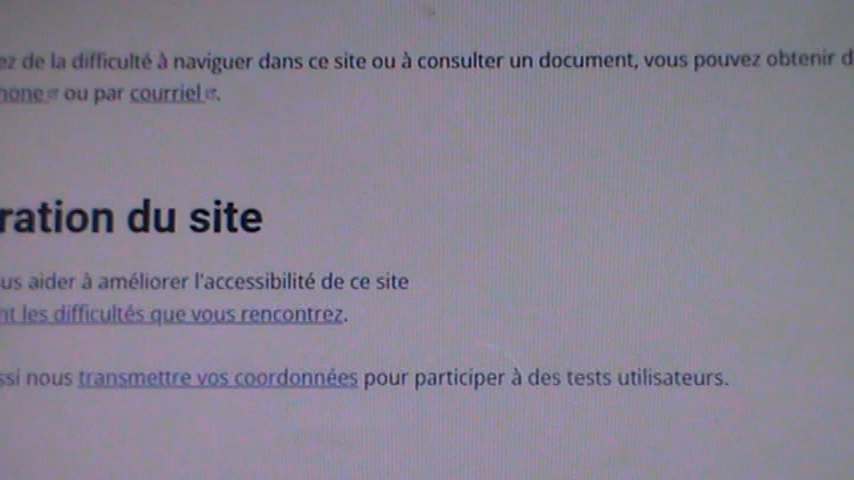 ez de la difficulté à naviguer dans ce site ou à consulter un document, vous pouvez obtenir d
hone ou par courriel.
ration du site
us aider à améliorer l'accessibilité de ce site
nt les difficultés que vous rencontrez.
ssi nous transmettre vos coordonnées pour participer à des tests utilisateurs.